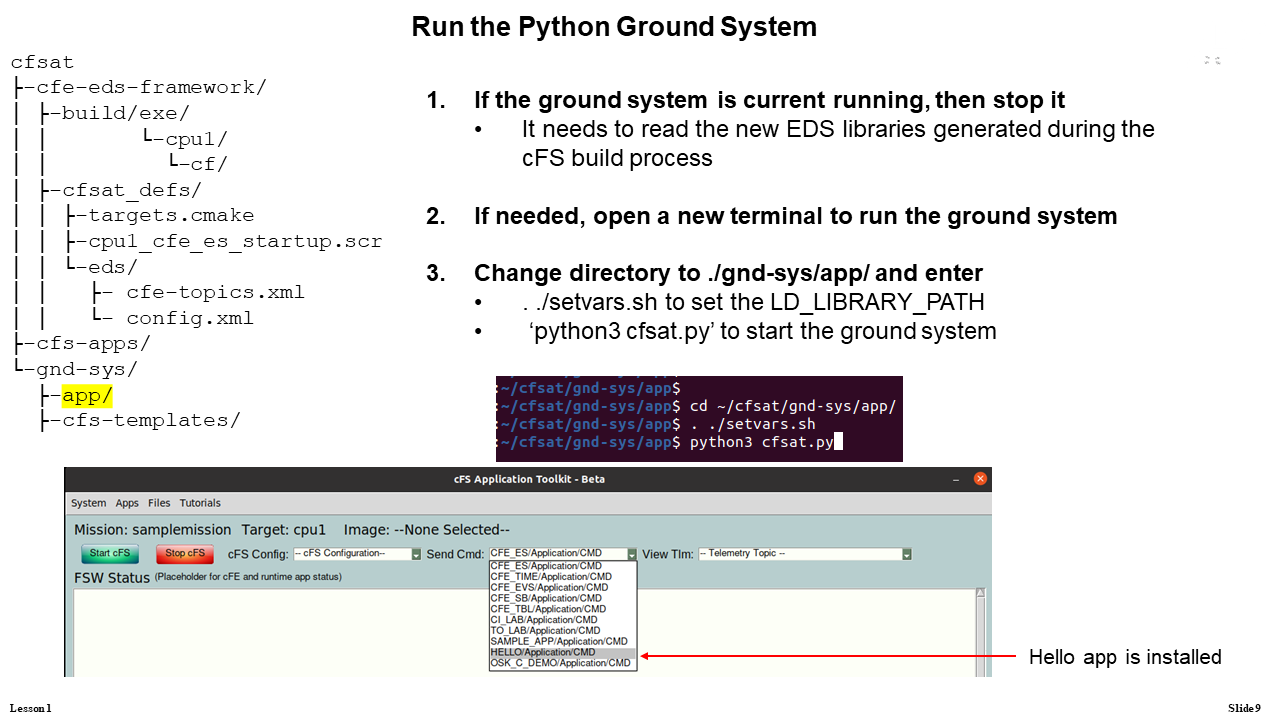 Run the Python Ground System
cfsat
├-cfe-eds-framework/
│ ├-build/exe/
│ │ └-cpu1/
│ │ └-cf/
│ ├-cfsat_defs/
│ │ ├-targets.cmake
│ │ ├-cpu1_cfe_es_startup.scr
│ │ └-eds/
│ │ ├- cfe-topics.xml
│ │ └- config.xml
├-cfs-apps/
└-gnd-sys/
├-app/
├-cfs-templates/
1. If the ground system is current running, then stop it
• It needs to read the new EDS libraries generated during the
cFS build process
2. If needed, open a new terminal to run the ground system
3. Change directory to ./gnd-sys/app/ and enter
• . ./setvars.sh to set the LD_LIBRARY_PATH
• ‘python3 cfsat.py’ to start the ground system
:~/cfsat/gnd-sys/app$
:~/cfsat/gnd-sys/app$ cd ~/cfsat/gnd-sys/app/
:~/cfsat/gnd-sys/app$ . ./setvars.sh
:~/cfsat/gnd-sys/app$ python3 cfsat.py
cFS Application Toolkit - Beta
System Apps Files Tutorials
Mission: samplemission Target: cpu1 Image: --None Selected--
Start cFS Stop cFS cFS Config: -- cFS Configuration-- Send Cmd: CFE_ES/Application/CMD View Tlm: -- Telemetry Topic --
FSW Status (Placeholder for cFE and runtime app status)
CFE_ES/Application/CMD
CFE_TIME/Application/CMD
CFE_EVS/Application/CMD
CFE_SB/Application/CMD
CFE_TBL/Application/CMD
CI_LAB/Application/CMD
TO_LAB/Application/CMD
SAMPLE_APP/Application/CMD
HELLO/Application/CMD
OSK_C_DEMO/Application/CMD
Hello app is installed
Lesson 1
Slide 9